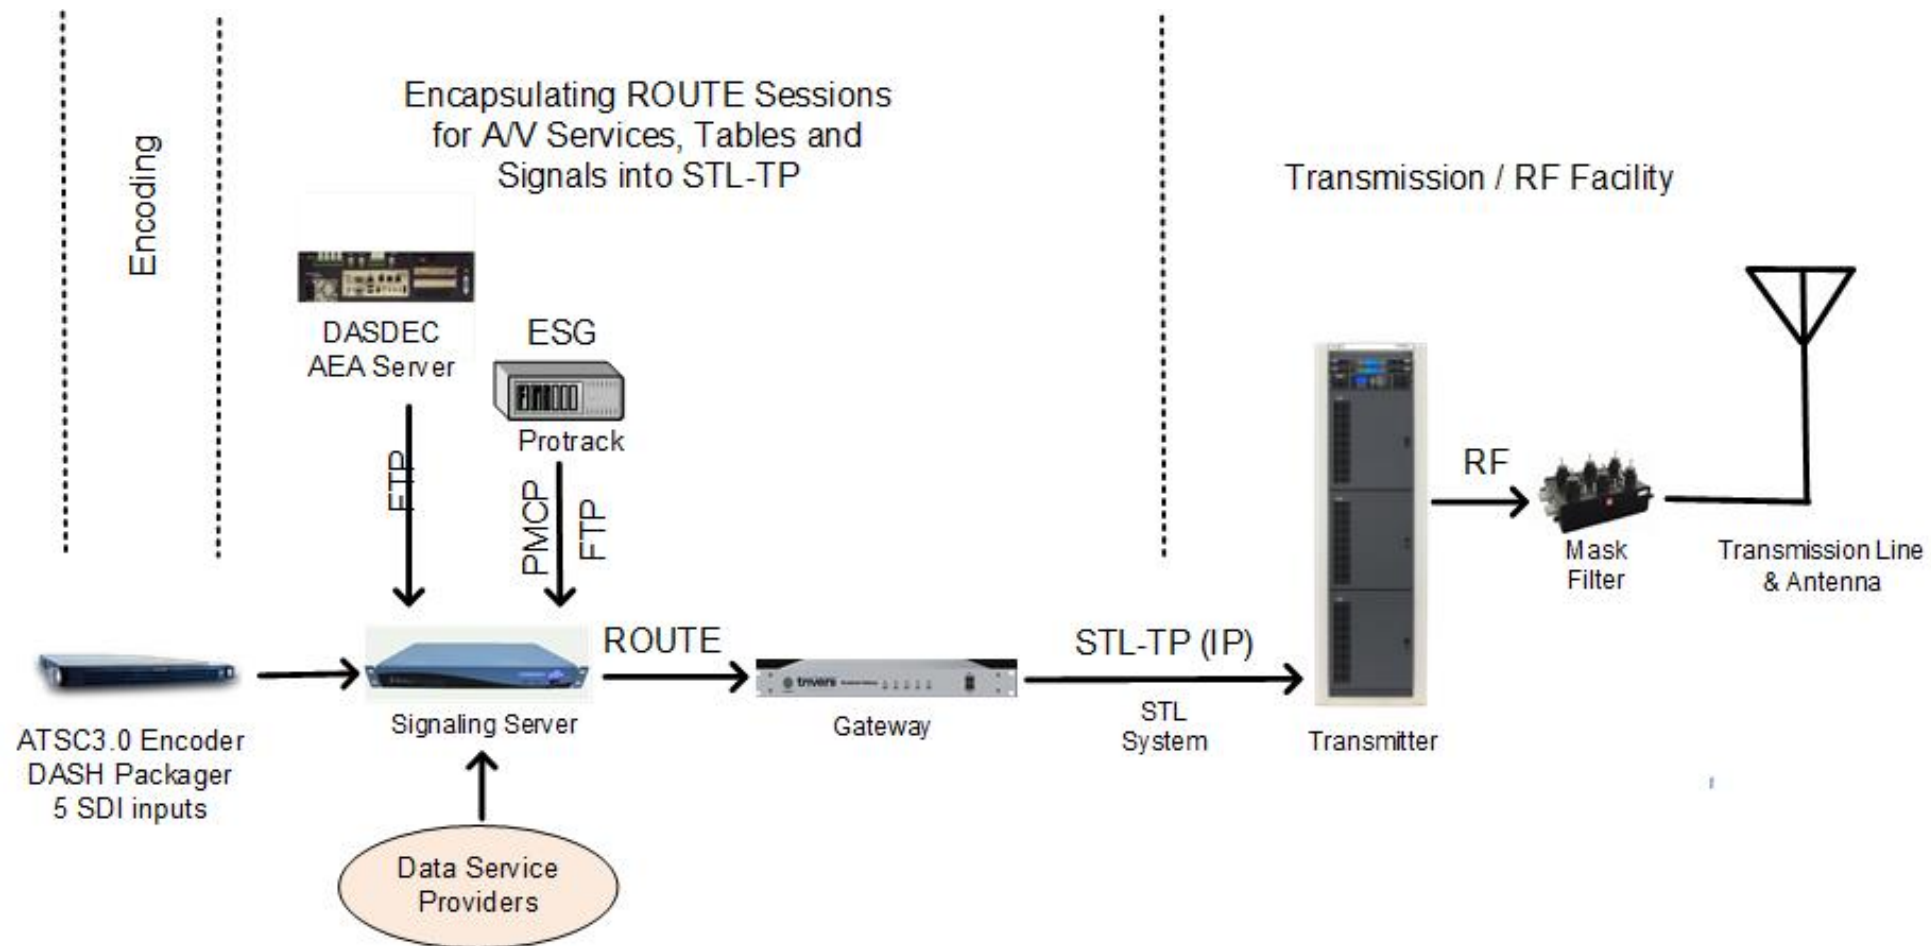 Encoding
Encapsulating ROUTE Sessions
for A/V Services, Tables and
Signals into STL-TP
Transmission / RF Facility
DASDEC
AEA Server
ESG
Protrack
FTP
PMCP
FTP
RF
Mask
Filter
Transmission Line
& Antenna
ROUTE
STL-TP (IP)
triveni
Signaling Server
Gateway
STL
System
Transmitter
ATSC3.0 Encoder
DASH Packager
5 SDI inputs
Data Service
Providers